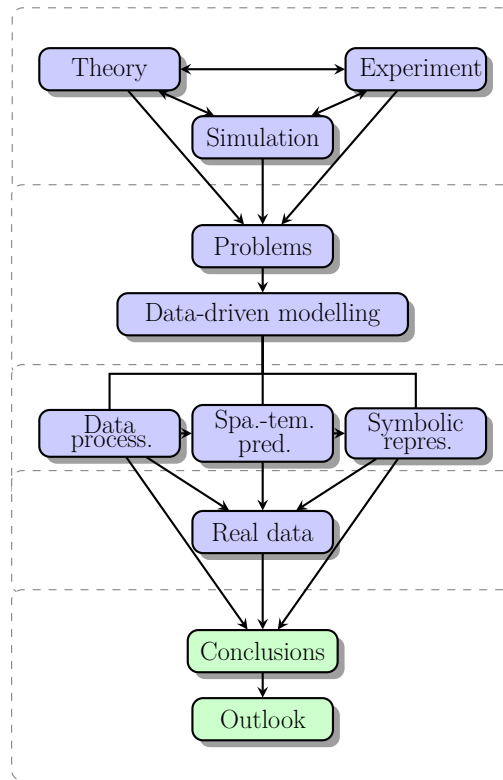 Theory
Experiment
Simulation
Problems
Data-driven modelling
Data
process.
Spa.-tem.
pred.
Symbolic
repres.
Real data
Conclusions
Outlook